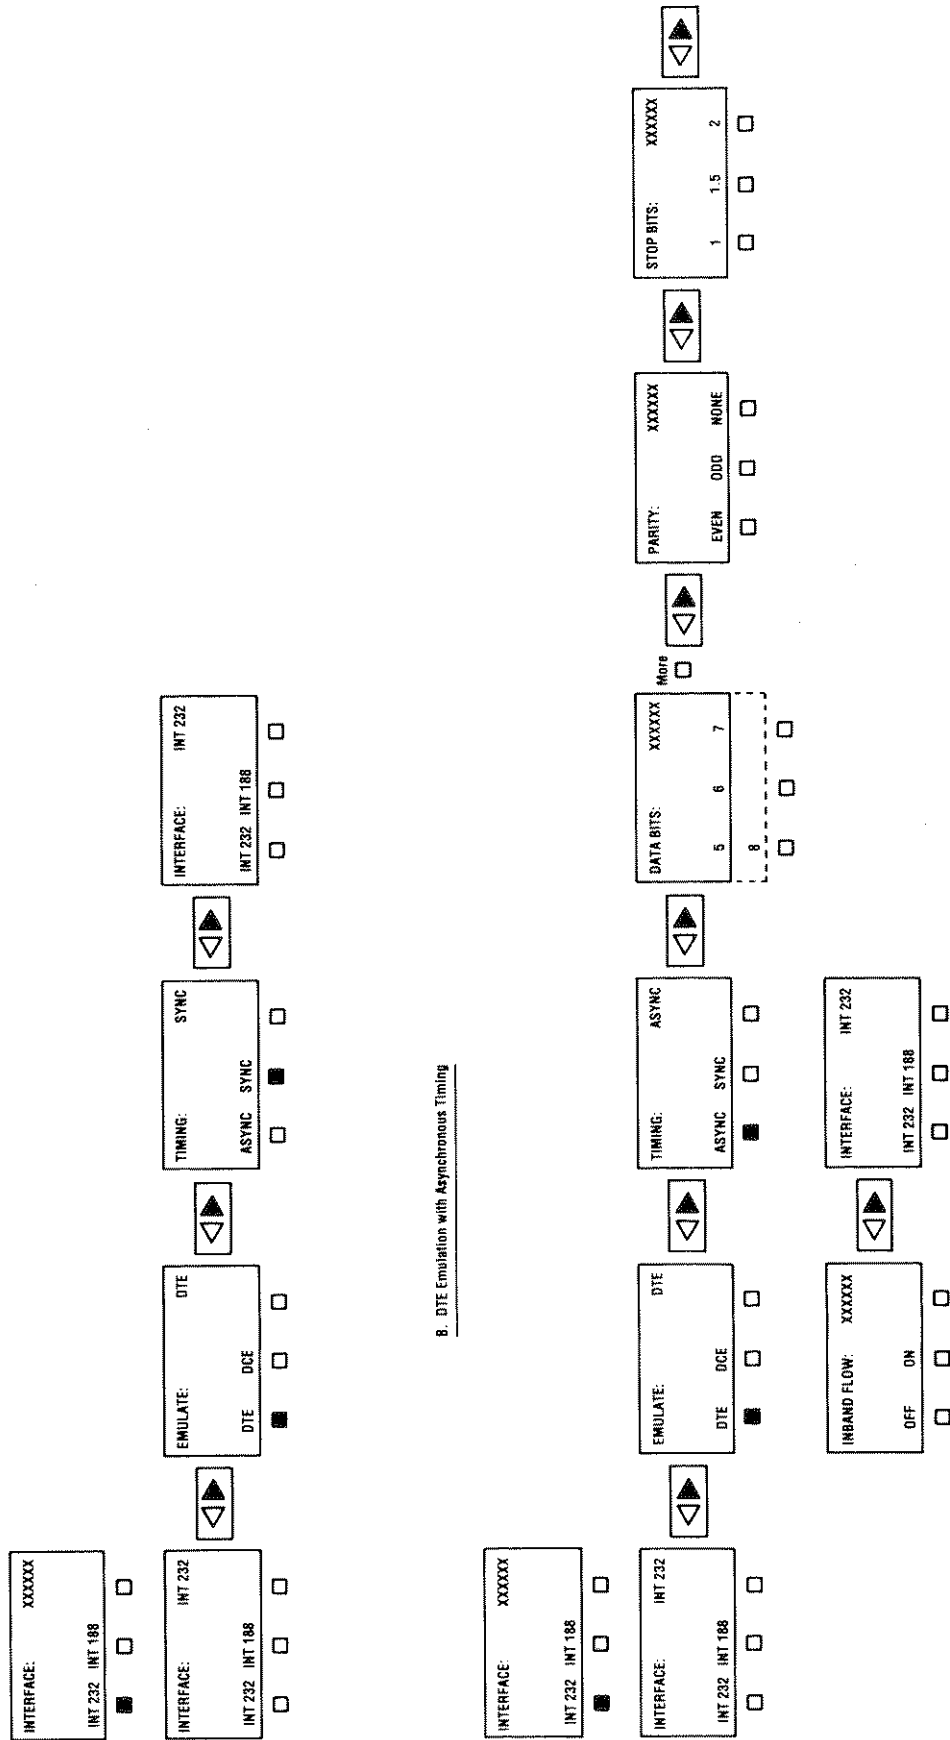 INTERFACE: XXXXXX
INT 232 INT 188
INTERFACE: INT 232
INT 232 INT 188
EMULATE: DTE
DTE DCE
TIMING: SYNC
ASYNC SYNC
INTERFACE: INT 232
INT 232 INT 188
B. DTE Emulation with Asynchronous Timing
INTERFACE: XXXXXX
INT 232 INT 188
INTERFACE: INT 232
INT 232 INT 188
EMULATE: DTE
DTE DCE
TIMING: ASYNC
ASYNC SYNC
DATA BITS: XXXXXX
5 6 7
8
More
PARITY: XXXXXX
EVEN ODD NONE
STOP BITS: XXXXXX
1 1.5 2
INBAND FLOW: XXXXXX
OFF ON
INTERFACE: INT 232
INT 232 INT 188